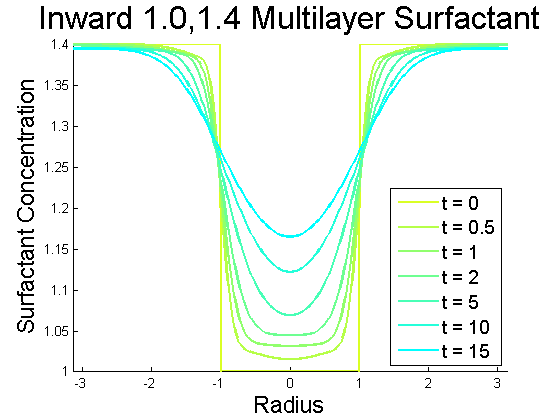 Inward 1.0,1.4 Multilayer Surfactant
1.4
1.35
1.3
1.25
1.2
1.15
1.1
1.05
1
Surfactant Concentration
t = 0
t = 0.5
t = 1
t = 2
t = 5
t = 10
t = 15
-3 -2 -1 0 1 2 3
Radius